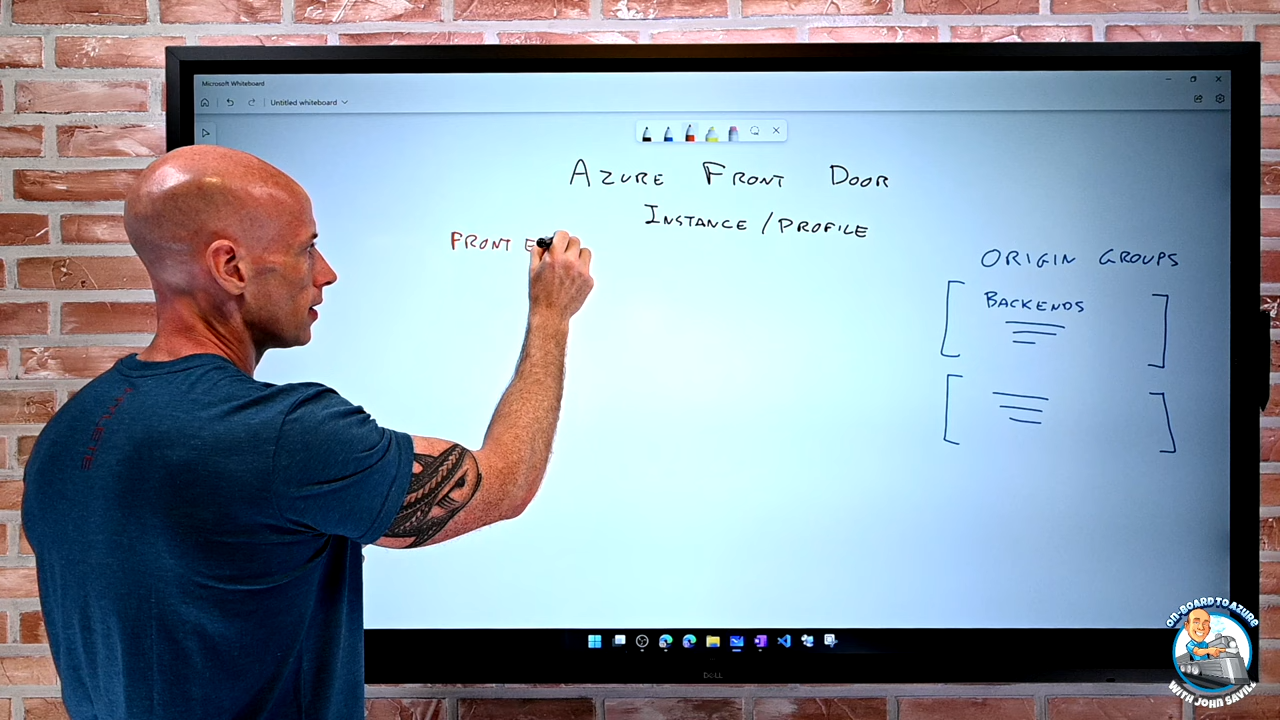 Microsoft Whiteboard
Untitled whiteboard
AZURE FRONT DOOR
INSTANCE / PROFILE
FRONT E
ORIGIN GROUPS
BACKENDS
DELL
ON-BOARD TO AZURE
WITH JOHN SAVILL